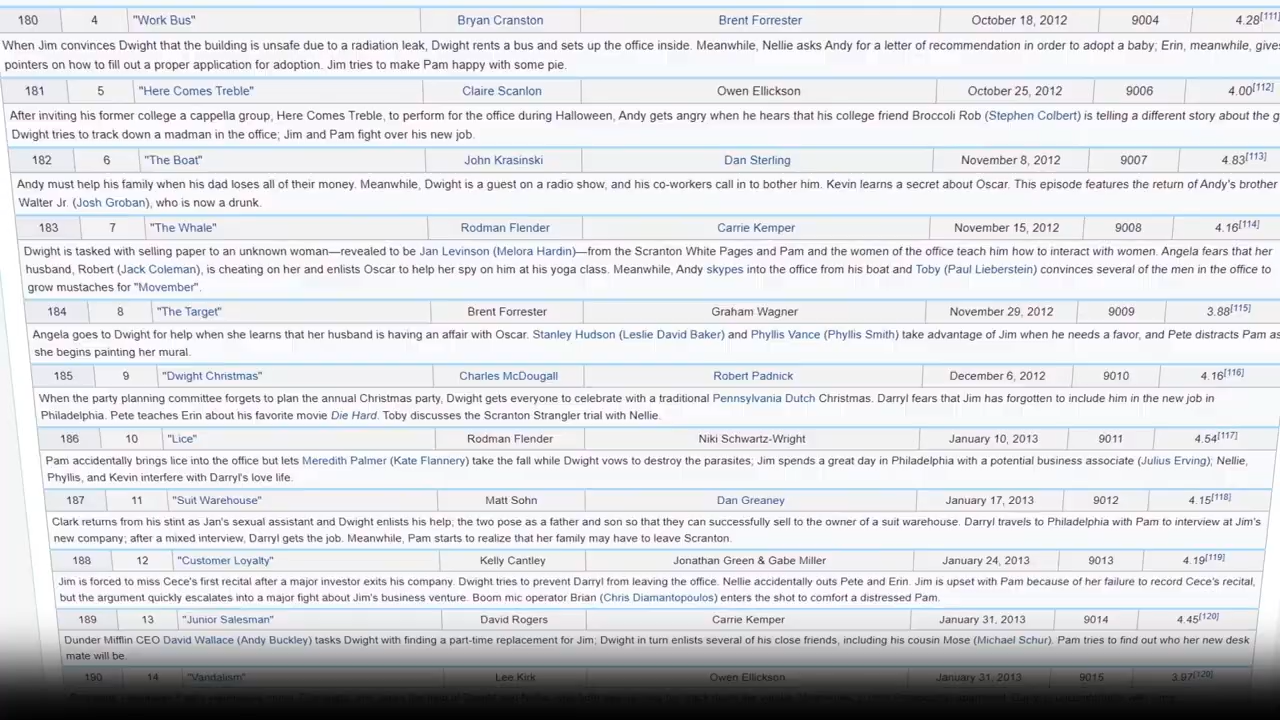 180 4 "Work Bus" Bryan Cranston Brent Forrester October 18, 2012 9004 4.28[111]
When Jim convinces Dwight that the building is unsafe due to a radiation leak, Dwight rents a bus and sets up the office inside. Meanwhile, Nellie asks Andy for a letter of recommendation in order to adopt a baby; Erin, meanwhile, gives
pointers on how to fill out a proper application for adoption. Jim tries to make Pam happy with some pie.
181 5 "Here Comes Treble" Claire Scanlon Owen Ellickson October 25, 2012 9006 4.00[112]
After inviting his former college a cappella group, Here Comes Treble, to perform for the office during Halloween, Andy gets angry when he hears that his college friend Broccoli Rob (Stephen Colbert) is telling a different story about the g
Dwight tries to track down a madman in the office; Jim and Pam fight over his new job.
182 6 "The Boat" John Krasinski Dan Sterling November 8, 2012 9007 4.83[113]
Andy must help his family when his dad loses all of their money. Meanwhile, Dwight is a guest on a radio show, and his co-workers call in to bother him. Kevin learns a secret about Oscar. This episode features the return of Andy's brother
Walter Jr. (Josh Groban), who is now a drunk.
183 7 "The Whale" Rodman Flender Carrie Kemper November 15, 2012 9008 4.16[114]
Dwight is tasked with selling paper to an unknown woman—revealed to be Jan Levinson (Melora Hardin)—from the Scranton White Pages and Pam and the women of the office teach him how to interact with women. Angela fears that her
husband, Robert (Jack Coleman), is cheating on her and enlists Oscar to help her spy on him at his yoga class. Meanwhile, Andy skypes into the office from his boat and Toby (Paul Lieberstein) convinces several of the men in the office to
grow mustaches for "Movember".
184 8 "The Target" Brent Forrester Graham Wagner November 29, 2012 9009 3.88[115]
Angela goes to Dwight for help when she learns that her husband is having an affair with Oscar. Stanley Hudson (Leslie David Baker) and Phyllis Vance (Phyllis Smith) take advantage of Jim when he needs a favor, and Pete distracts Pam as
she begins painting her mural.
185 9 "Dwight Christmas" Charles McDougall Robert Padnick December 6, 2012 9010 4.16[116]
When the party planning committee forgets to plan the annual Christmas party, Dwight gets everyone to celebrate with a traditional Pennsylvania Dutch Christmas. Darryl fears that Jim has forgotten to include him in the new job in
Philadelphia. Pete teaches Erin about his favorite movie Die Hard. Toby discusses the Scranton Strangler trial with Nellie.
186 10 "Lice" Rodman Flender Niki Schwartz-Wright January 10, 2013 9011 4.54[117]
Pam accidentally brings lice into the office but lets Meredith Palmer (Kate Flannery) take the fall while Dwight vows to destroy the parasites; Jim spends a great day in Philadelphia with a potential business associate (Julius Erving); Nellie,
Phyllis, and Kevin interfere with Darryl's love life.
187 11 "Suit Warehouse" Matt Sohn Dan Greaney January 17, 2013 9012 4.15[118]
Clark returns from his stint as Jan's sexual assistant and Dwight enlists his help; the two pose as a father and son so that they can successfully sell to the owner of a suit warehouse. Darryl travels to Philadelphia with Pam to interview at Jim's
new company; after a mixed interview, Darryl gets the job. Meanwhile, Pam starts to realize that her family may have to leave Scranton.
188 12 "Customer Loyalty" Kelly Cantley Jonathan Green & Gabe Miller January 24, 2013 9013 4.19[119]
Jim is forced to miss Cece's first recital after a major investor exits his company. Dwight tries to prevent Darryl from leaving the office. Nellie accidentally outs Pete and Erin. Jim is upset with Pam because of her failure to record Cece's recital,
but the argument quickly escalates into a major fight about Jim's business venture. Boom mic operator Brian (Chris Diamantopoulos) enters the shot to comfort a distressed Pam.
189 13 "Junior Salesman" David Rogers Carrie Kemper January 31, 2013 9014 4.45[120]
Dunder Mifflin CEO David Wallace (Andy Buckley) tasks Dwight with finding a part-time replacement for Jim; Dwight in turn enlists several of his close friends, including his cousin Mose (Michael Schur). Pam tries to find out who her new desk
mate will be.
190 14 "Vandalism" Lee Kirk Owen Ellickson January 31, 2013 9015 3.97[120]